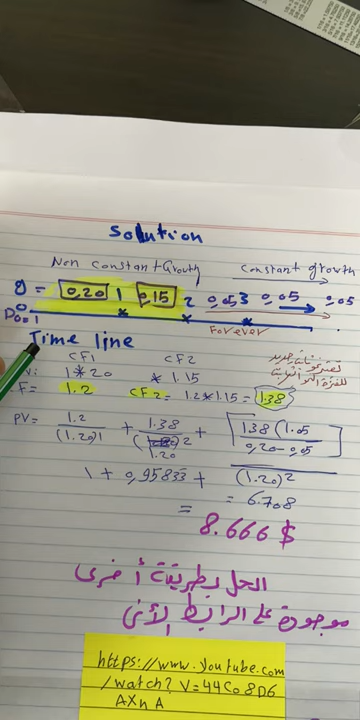 Solution
Non Constant Growth constant growth
g = 0,20 1 0,15 2 0,05 3 0,05 0,05
0
D0=1 Forever
Time line
CF1 CF2
1*20 * 1.15
F= 1.2 CF2 = 1.2*1.15 = 1.38
PV= 1.2 + 1.38 + 1.38 (1.05
(1.20)1 1.20 2 0,20-0,05
1 + 0,95833 + (1.20)2
= 6.708
= 8.666 $
الحل بطريقة أخرى
موجودة على الرابط الأتى
https://www.youtube.com
/watch? V=44Co8D6
AXnA